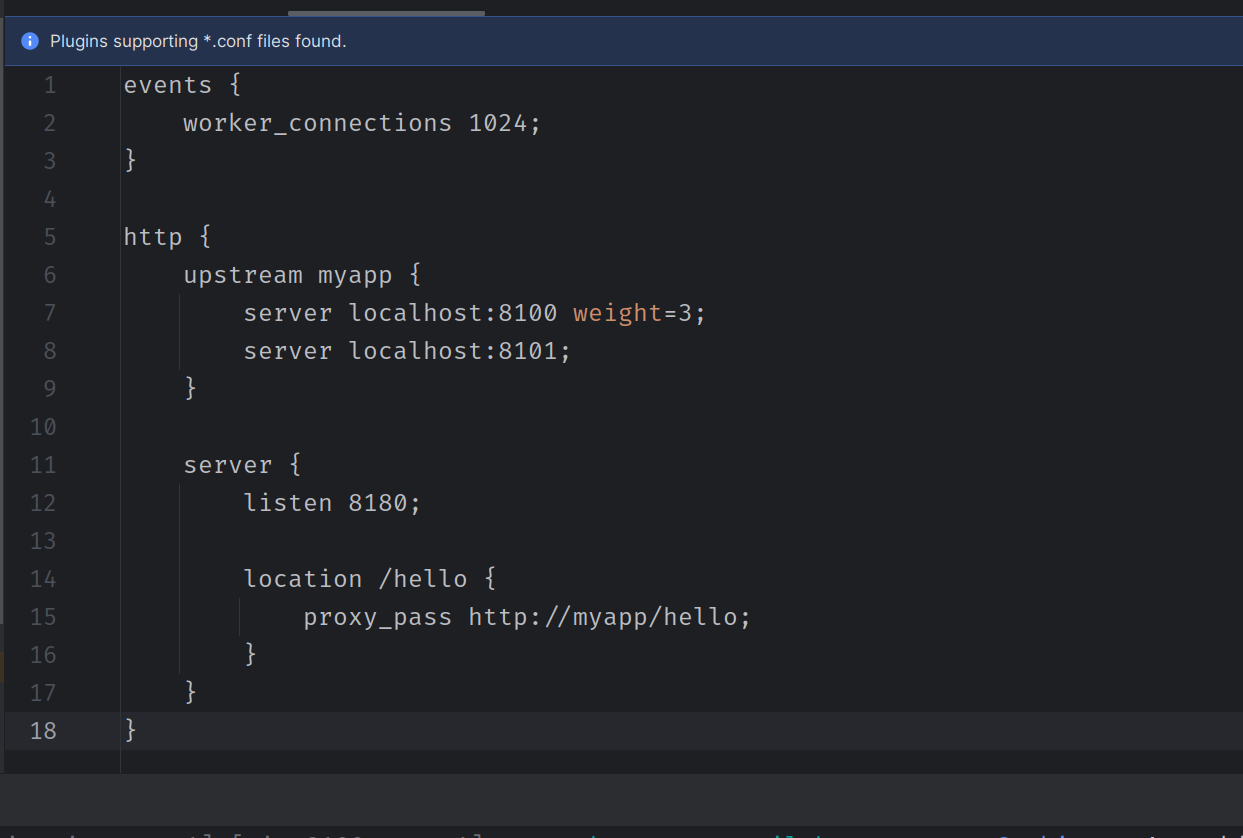 Plugins supporting *.conf files found.
1 events {
2     worker_connections 1024;
3 }
4
5 http {
6     upstream myapp {
7         server localhost:8100 weight=3;
8         server localhost:8101;
9     }
10
11     server {
12         listen 8180;
13
14         location /hello {
15             proxy_pass http://myapp/hello;
16         }
17     }
18 }